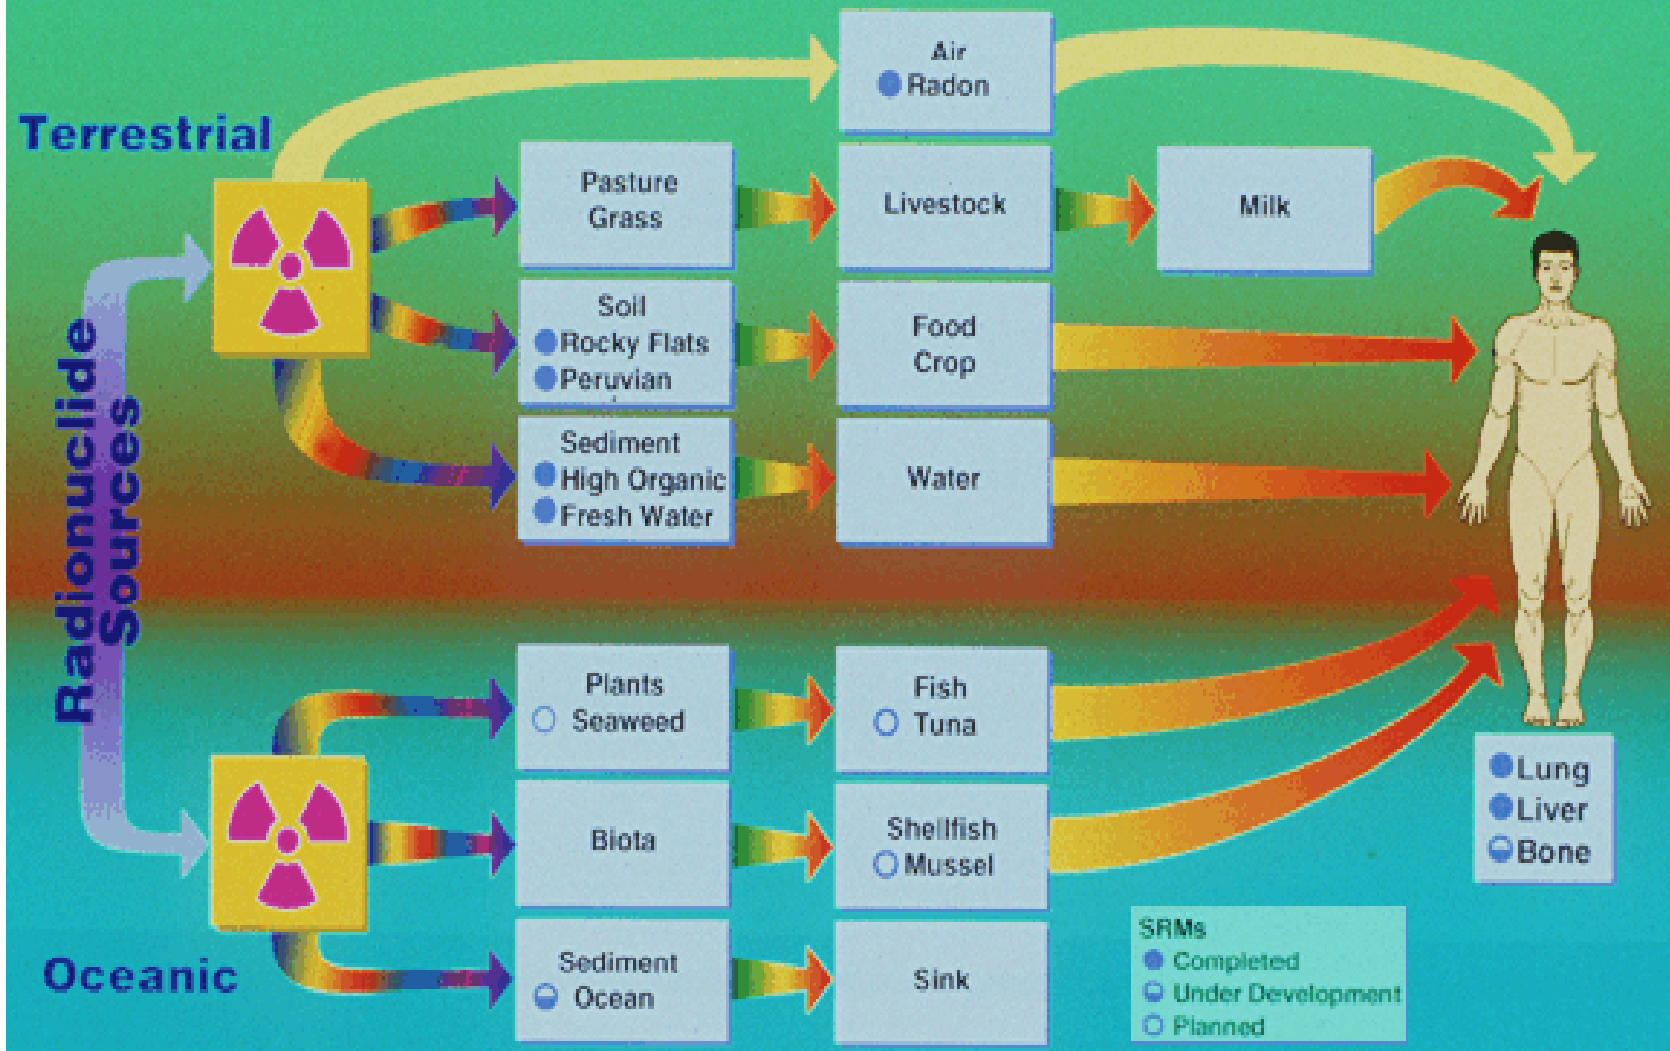 Terrestrial
Radionuclide
Sources
Oceanic
Air
Radon
Pasture
Grass
Livestock
Milk
Soil
Rocky Flats
Peruvian
Food
Crop
Sediment
High Organic
Fresh Water
Water
Plants
Seaweed
Fish
Tuna
Biota
Shellfish
Mussel
Sediment
Ocean
Sink
Lung
Liver
Bone
SRMs
Completed
Under Development
Planned